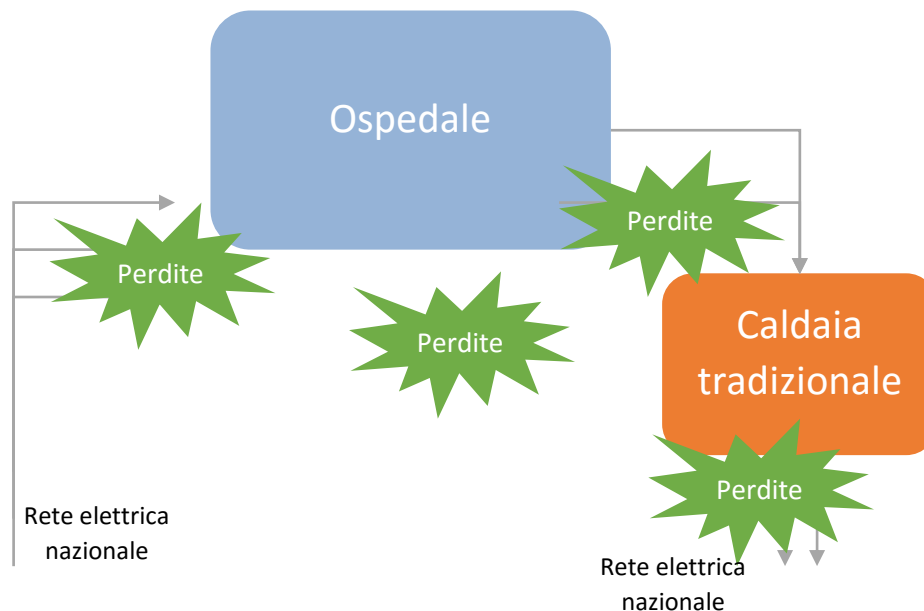 Ospedale
Perdite
Perdite
Perdite
Caldaia
tradizionale
Perdite
Rete elettrica
nazionale
Rete elettrica
nazionale